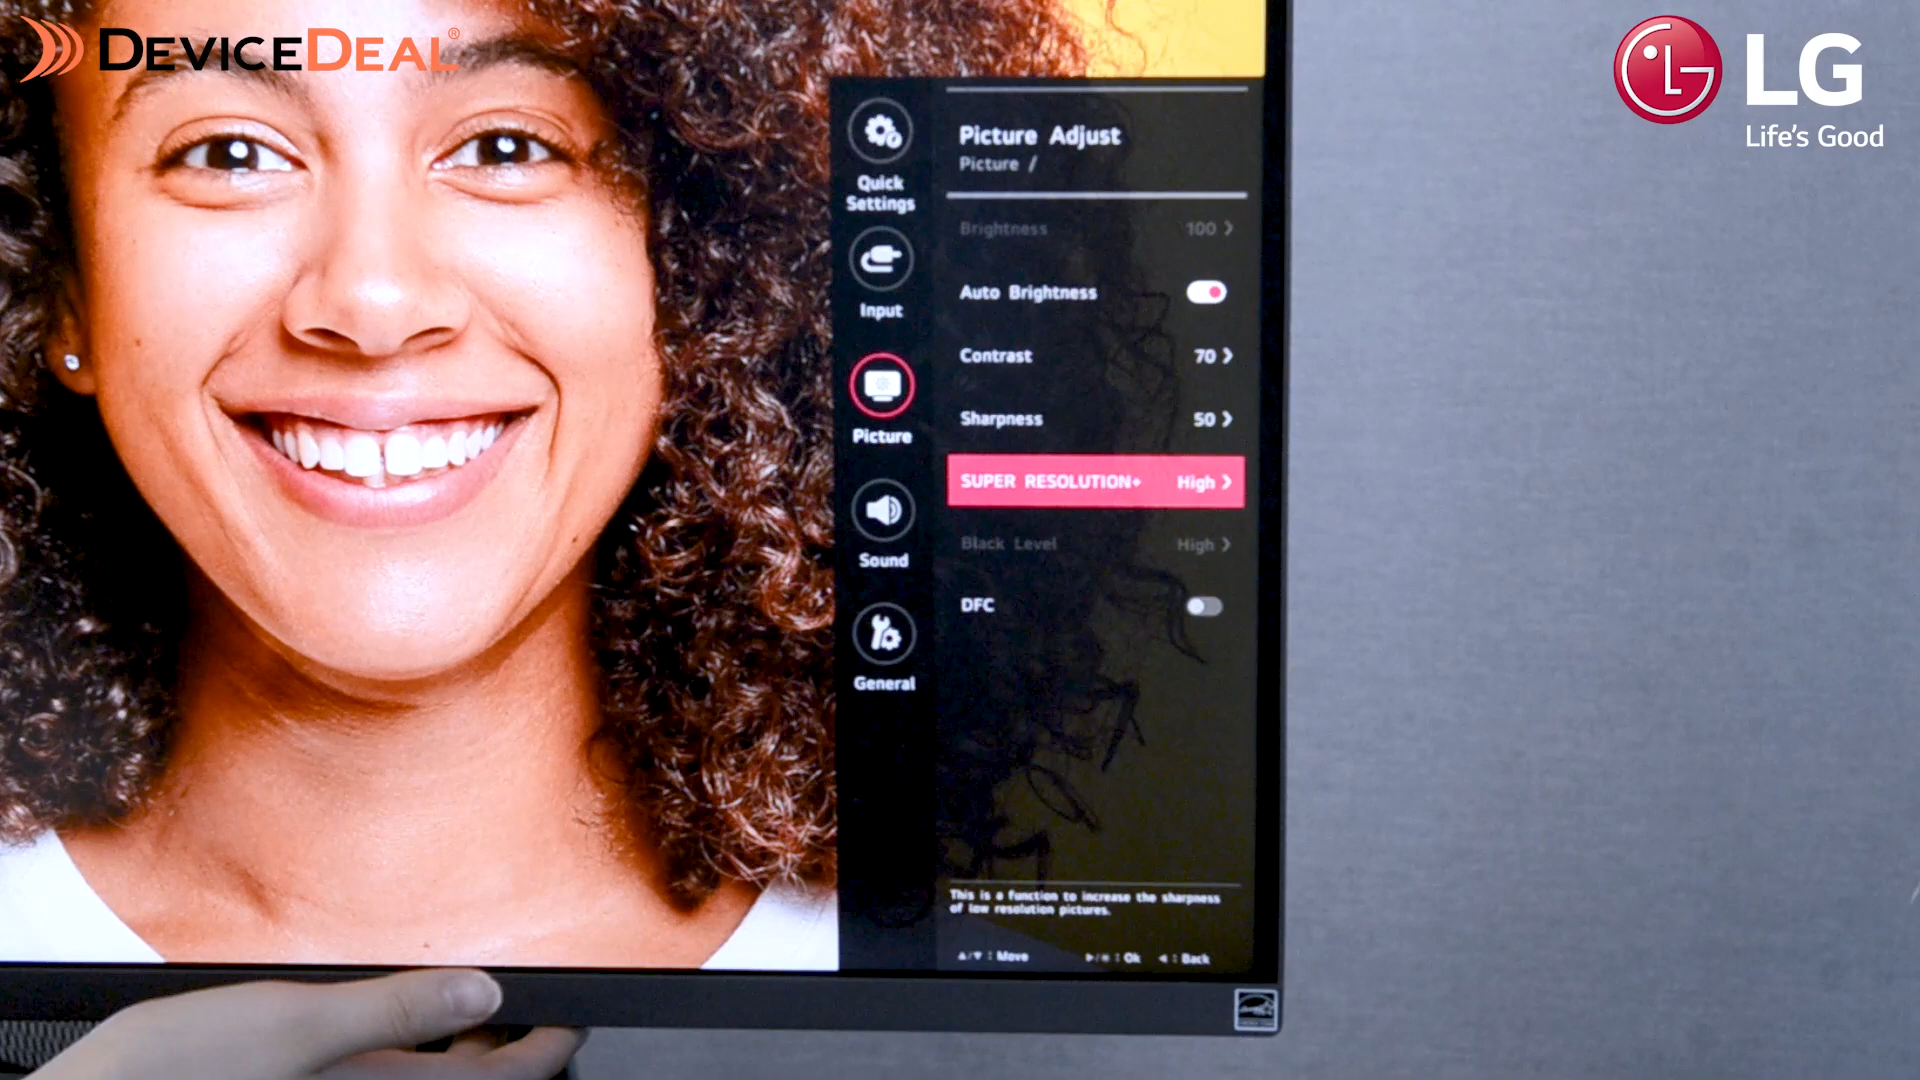 DEVICEDEAL®
LG
Life's Good
Picture Adjust
Picture /
Quick
Settings
Input
Picture
Sound
General
Brightness 100 >
Auto Brightness
Contrast 70 >
Sharpness 50 >
SUPER RESOLUTION+ High >
Black Level High >
DFC
This is a function to increase the sharpness
of low resolution pictures.
▲/▼ : Move ▶/◉ : Ok ◀ : Back